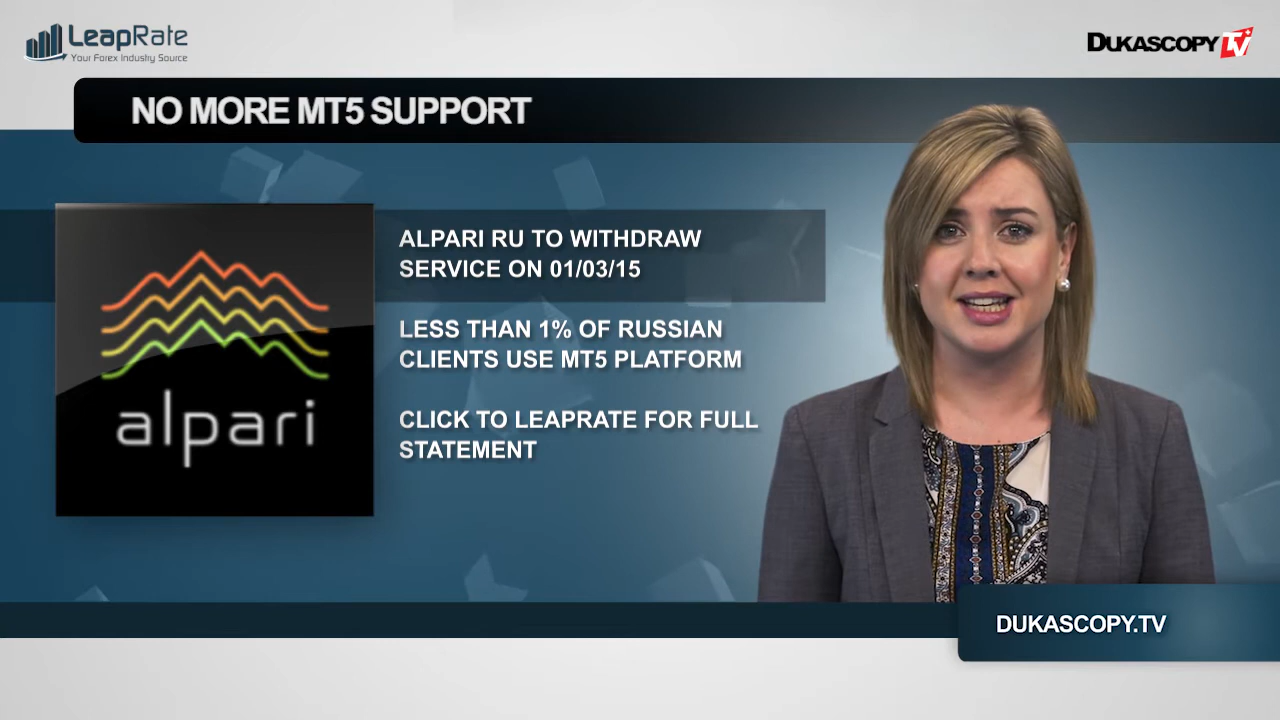 LeapRate
Your Forex Industry Source
DUKASCOPY TV
NO MORE MT5 SUPPORT
ALPARI RU TO WITHDRAW
SERVICE ON 01/03/15
LESS THAN 1% OF RUSSIAN
CLIENTS USE MT5 PLATFORM
CLICK TO LEAPRATE FOR FULL
STATEMENT
alpari
DUKASCOPY.TV